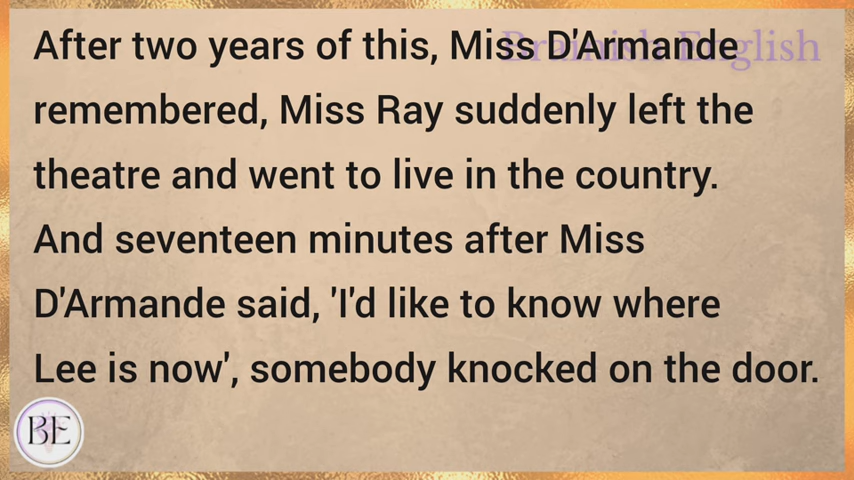 Brainish English
After two years of this, Miss D'Armande
remembered, Miss Ray suddenly left the
theatre and went to live in the country.
And seventeen minutes after Miss
D'Armande said, 'I'd like to know where
Lee is now', somebody knocked on the door.
BE